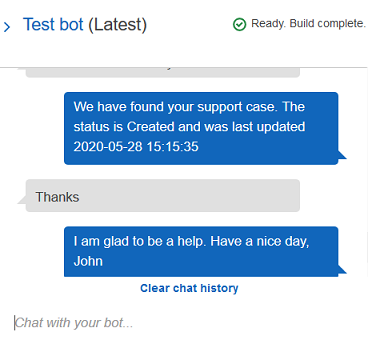 Test bot (Latest)
Ready. Build complete.
We have found your support case. The
status is Created and was last updated
2020-05-28 15:15:35
Thanks
I am glad to be a help. Have a nice day,
John
Clear chat history
Chat with your bot...